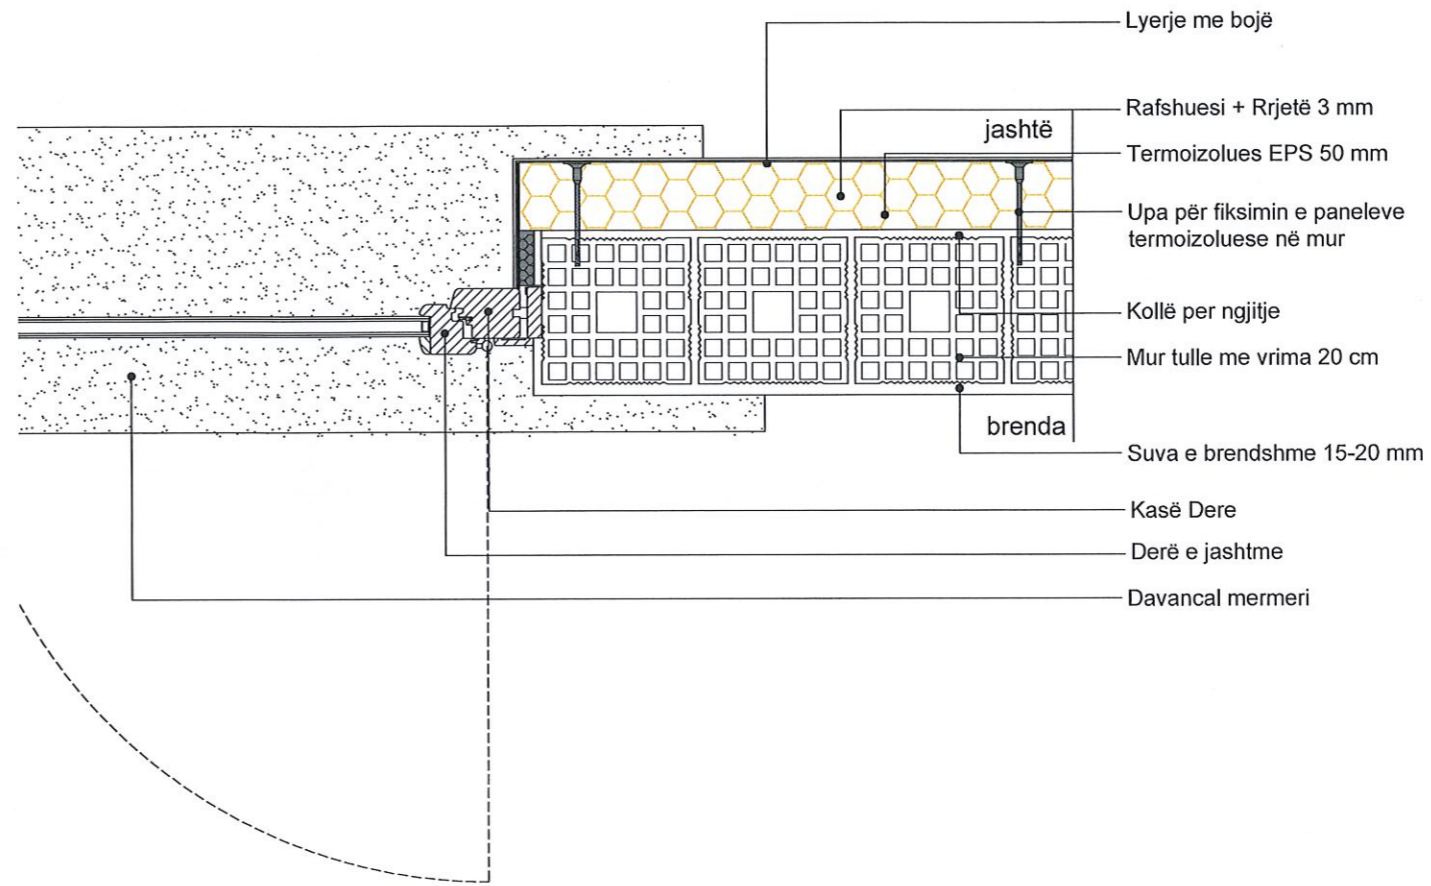 Lyerje me bojë
Rafshuesi + Rrjetë 3 mm
jashtë
Termoizolues EPS 50 mm
Upa për fiksimin e paneleve
termoizoluese në mur
Kollë per ngjitje
Mur tulle me vrima 20 cm
brenda
Suva e brendshme 15-20 mm
Kasë Dere
Derë e jashtme
Davancal mermeri